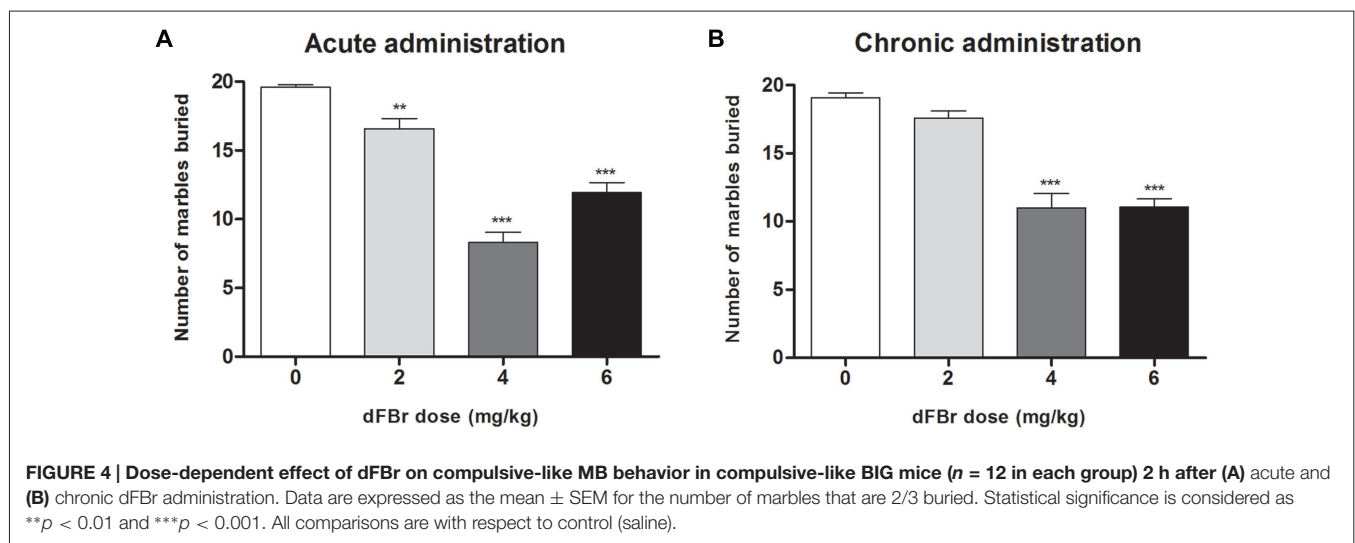 A
Acute administration
Number of marbles buried
20
15
10
5
0
**
***
***
0 2 4 6
dFBr dose (mg/kg)
B
Chronic administration
Number of marbles buried
20
15
10
5
0
***
***
0 2 4 6
dFBr dose (mg/kg)
FIGURE 4 | Dose-dependent effect of dFBr on compulsive-like MB behavior in compulsive-like BIG mice (n = 12 in each group) 2 h after (A) acute and
(B) chronic dFBr administration. Data are expressed as the mean ± SEM for the number of marbles that are 2/3 buried. Statistical significance is considered as
**p < 0.01 and ***p < 0.001. All comparisons are with respect to control (saline).